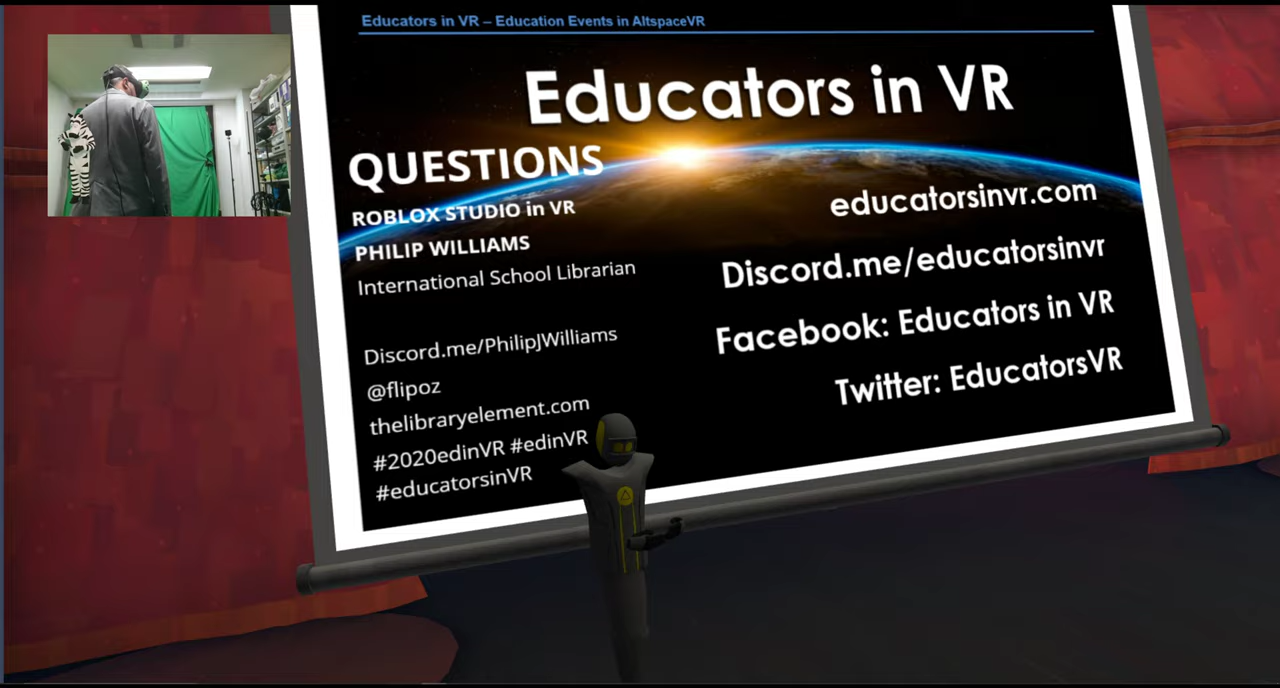 Educators in VR – Education Events in AltspaceVR
Educators in VR
QUESTIONS
ROBLOX STUDIO in VR
PHILIP WILLIAMS
International School Librarian
Discord.me/PhilipJWilliams
@flipoz
thelibraryelement.com
#2020edinVR #edinVR
#educatorsinVR
educatorsinvr.com
Discord.me/educatorsinvr
Facebook: Educators in VR
Twitter: EducatorsVR